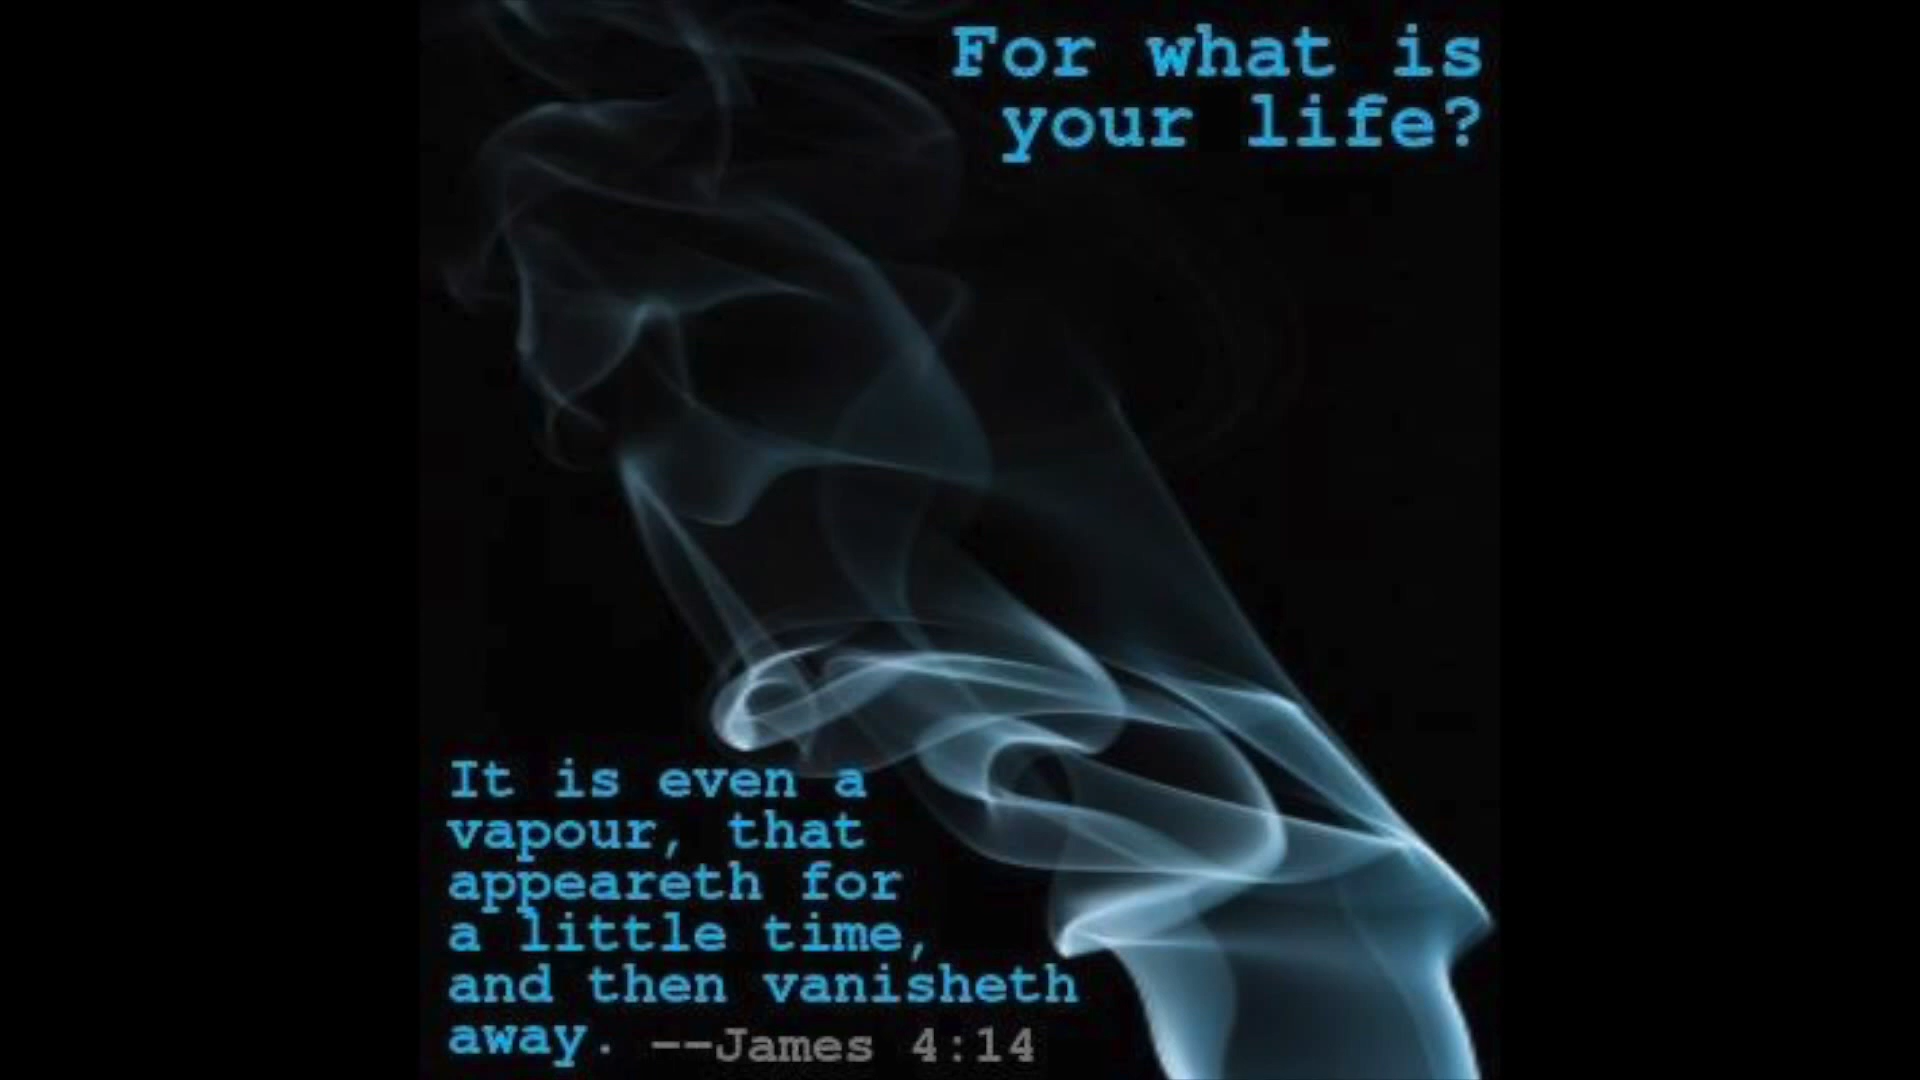 For what is
your life?
It is even a
vapour, that
appeareth for
a little time,
and then vanisheth
away. --James 4:14